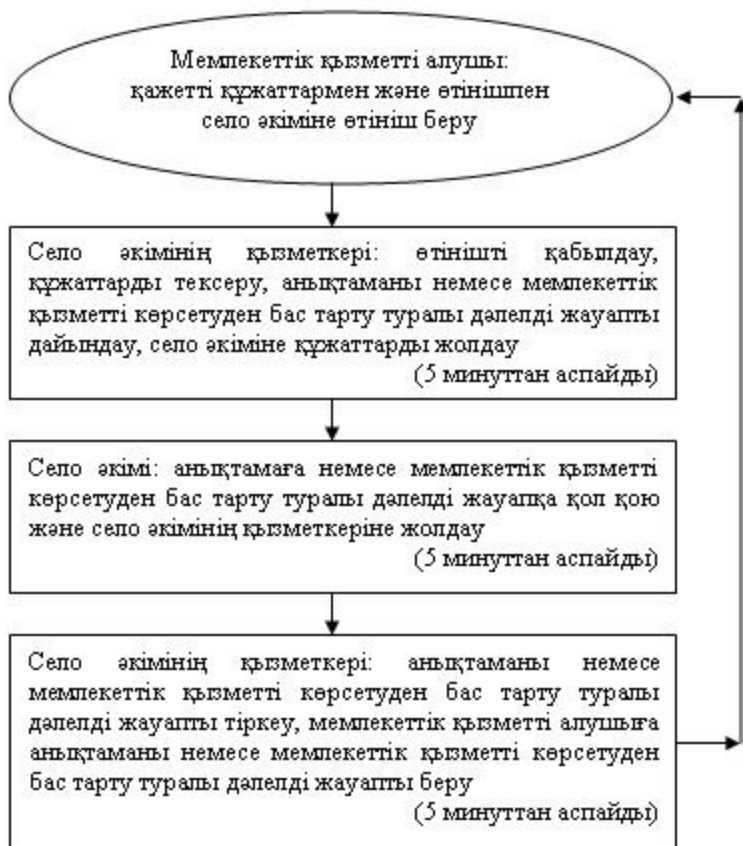 Мемлекеттік қызметті алушы:
қажетті құжаттармен және өтінішпен
село әкіміне өтініш беру
Село әкімінің қызметкері: өтінішті қабылдау,
құжаттарды тексеру, анықтаманы немесе мемлекеттік
қызметті көрсетуден бас тарту туралы дәлелді жауапты
дайындау, село әкіміне құжаттарды жолдау
(5 минуттан аспайды)
Село әкімі: анықтамаға немесе мемлекеттік қызметті
көрсетуден бас тарту туралы дәлелді жауапқа қол қою
және село әкімінің қызметкеріне жолдау
(5 минуттан аспайды)
Село әкімінің қызметкері: анықтаманы немесе
мемлекеттік қызметті көрсетуден бас тарту туралы
дәлелді жауапты тіркеу, мемлекеттік қызметті алушыға
анықтаманы немесе мемлекеттік қызметті көрсетуден
бас тарту туралы дәлелді жауапты беру
(5 минуттан аспайды)